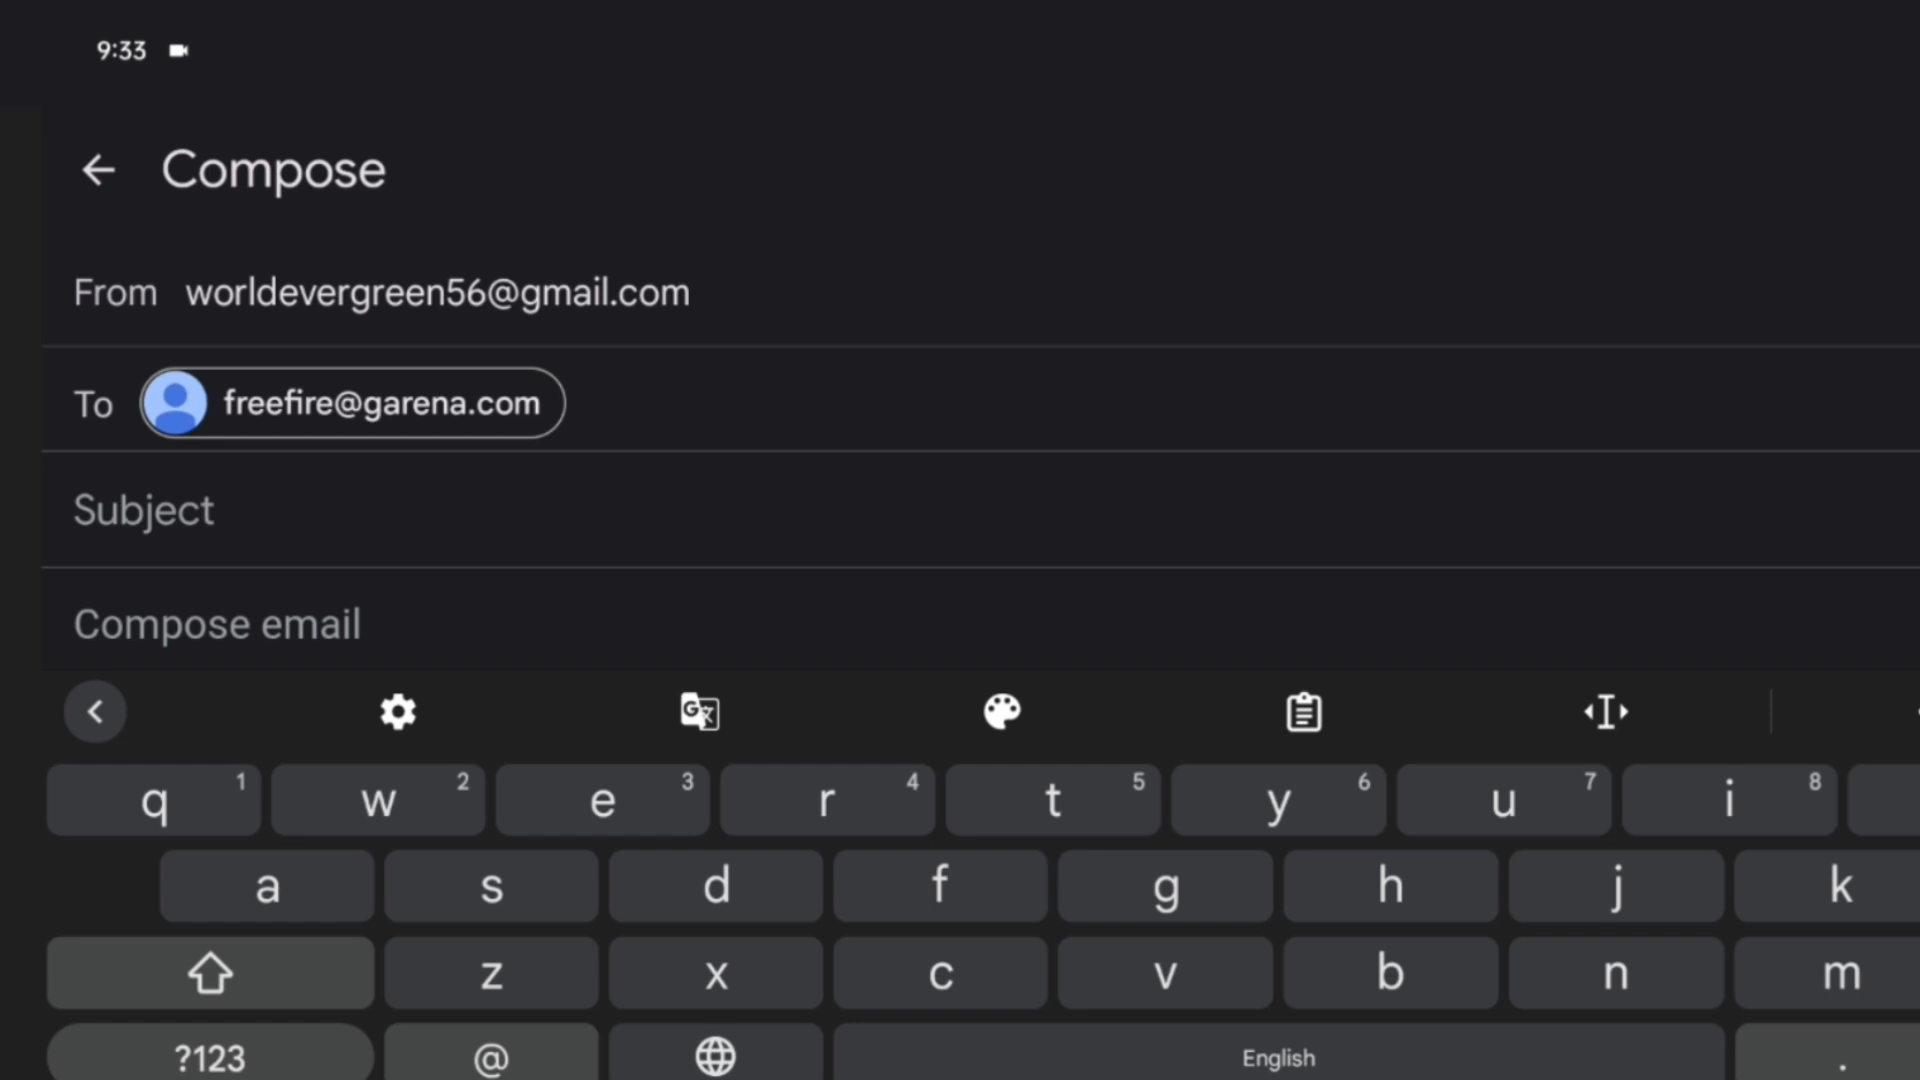 9:33
Compose
From worldevergreen56@gmail.com
To freefire@garena.com
Subject
Compose email
q 1 w 2 e 3 r 4 t 5 y 6 u 7 i 8
a s d f g h j k
z x c v b n m
?123 @ English .